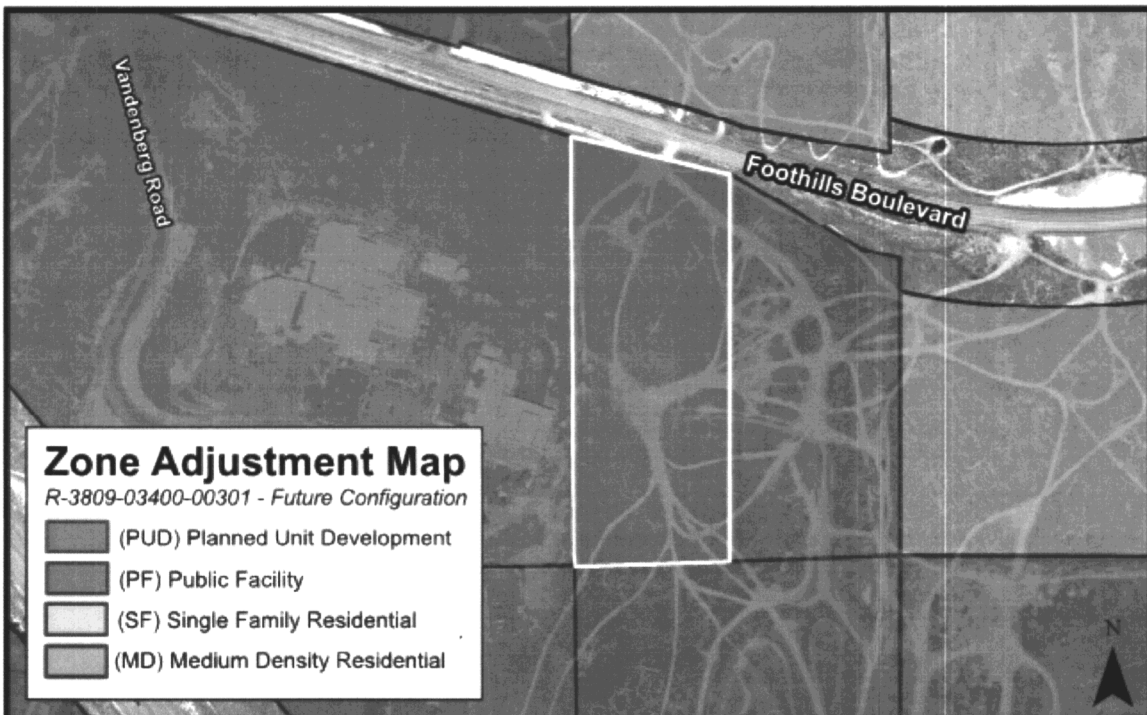 Vandenberg Road
Foothills Boulevard
Zone Adjustment Map
R-3809-03400-00301 - Future Configuration
(PUD) Planned Unit Development
(PF) Public Facility
(SF) Single Family Residential
(MD) Medium Density Residential
N